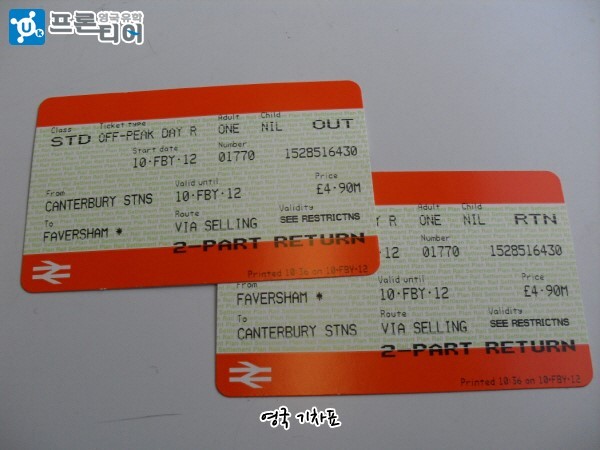 UK 프론티어 영국유학
Class Ticket type Adult Child
STD OFF-PEAK DAY R ONE NIL OUT
Start date Number
10·FBY·12 01770 1528516430
From Valid until Price
CANTERBURY STNS 10·FBY·12 £4·90M
To Route Validity
FAVERSHAM * VIA SELLING SEE RESTRICTNS
2-PART RETURN
Printed 10:36 on 10-FBY-12
Adult Child
Y R ONE NIL RTN
Number
12 01770 1528516430
From Valid until Price
FAVERSHAM * 10·FBY·12 £4·90M
To Route Validity
CANTERBURY STNS VIA SELLING SEE RESTRICTNS
2-PART RETURN
Printed 10:36 on 10-FBY-12
영국 기차표